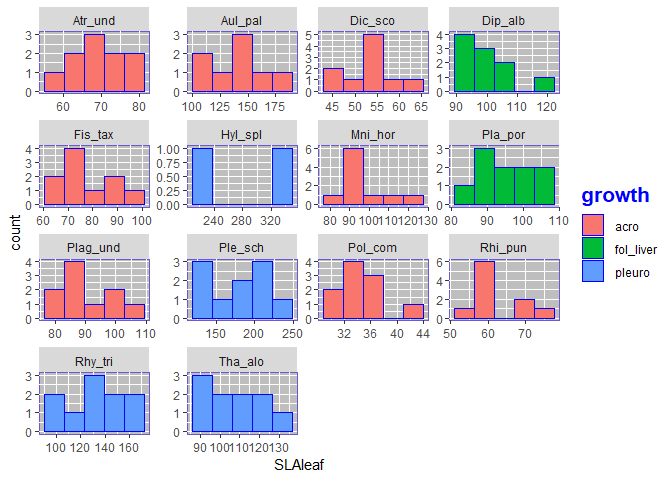 Atr_und Aul_pal Dic_sco Dip_alb
3 2 1 0 3 2 1 0 5 4 3 2 1 0 4 3 2 1 0
60 70 80 100 125 150 175 45 50 55 60 65 90 100 110 120
Fis_tax Hyl_spl Mni_hor Pla_por
4 3 2 1 0 1.00 0.75 0.50 0.25 0.00 6 4 2 0 3 2 1 0
60 70 80 90 100 240 280 320 80 90 100 110 120 130 80 90 100 110
Plag_und Ple_sch Pol_com Rhi_pun
4 3 2 1 0 3 2 1 0 4 3 2 1 0 6 4 2 0
80 90 100 110 150 200 250 32 36 40 44 50 60 70
Rhy_tri Tha_alo
3 2 1 0 3 2 1 0
100 120 140 160 90 100 110 120 130
count
SLAleaf
growth
acro
fol_liver
pleuro